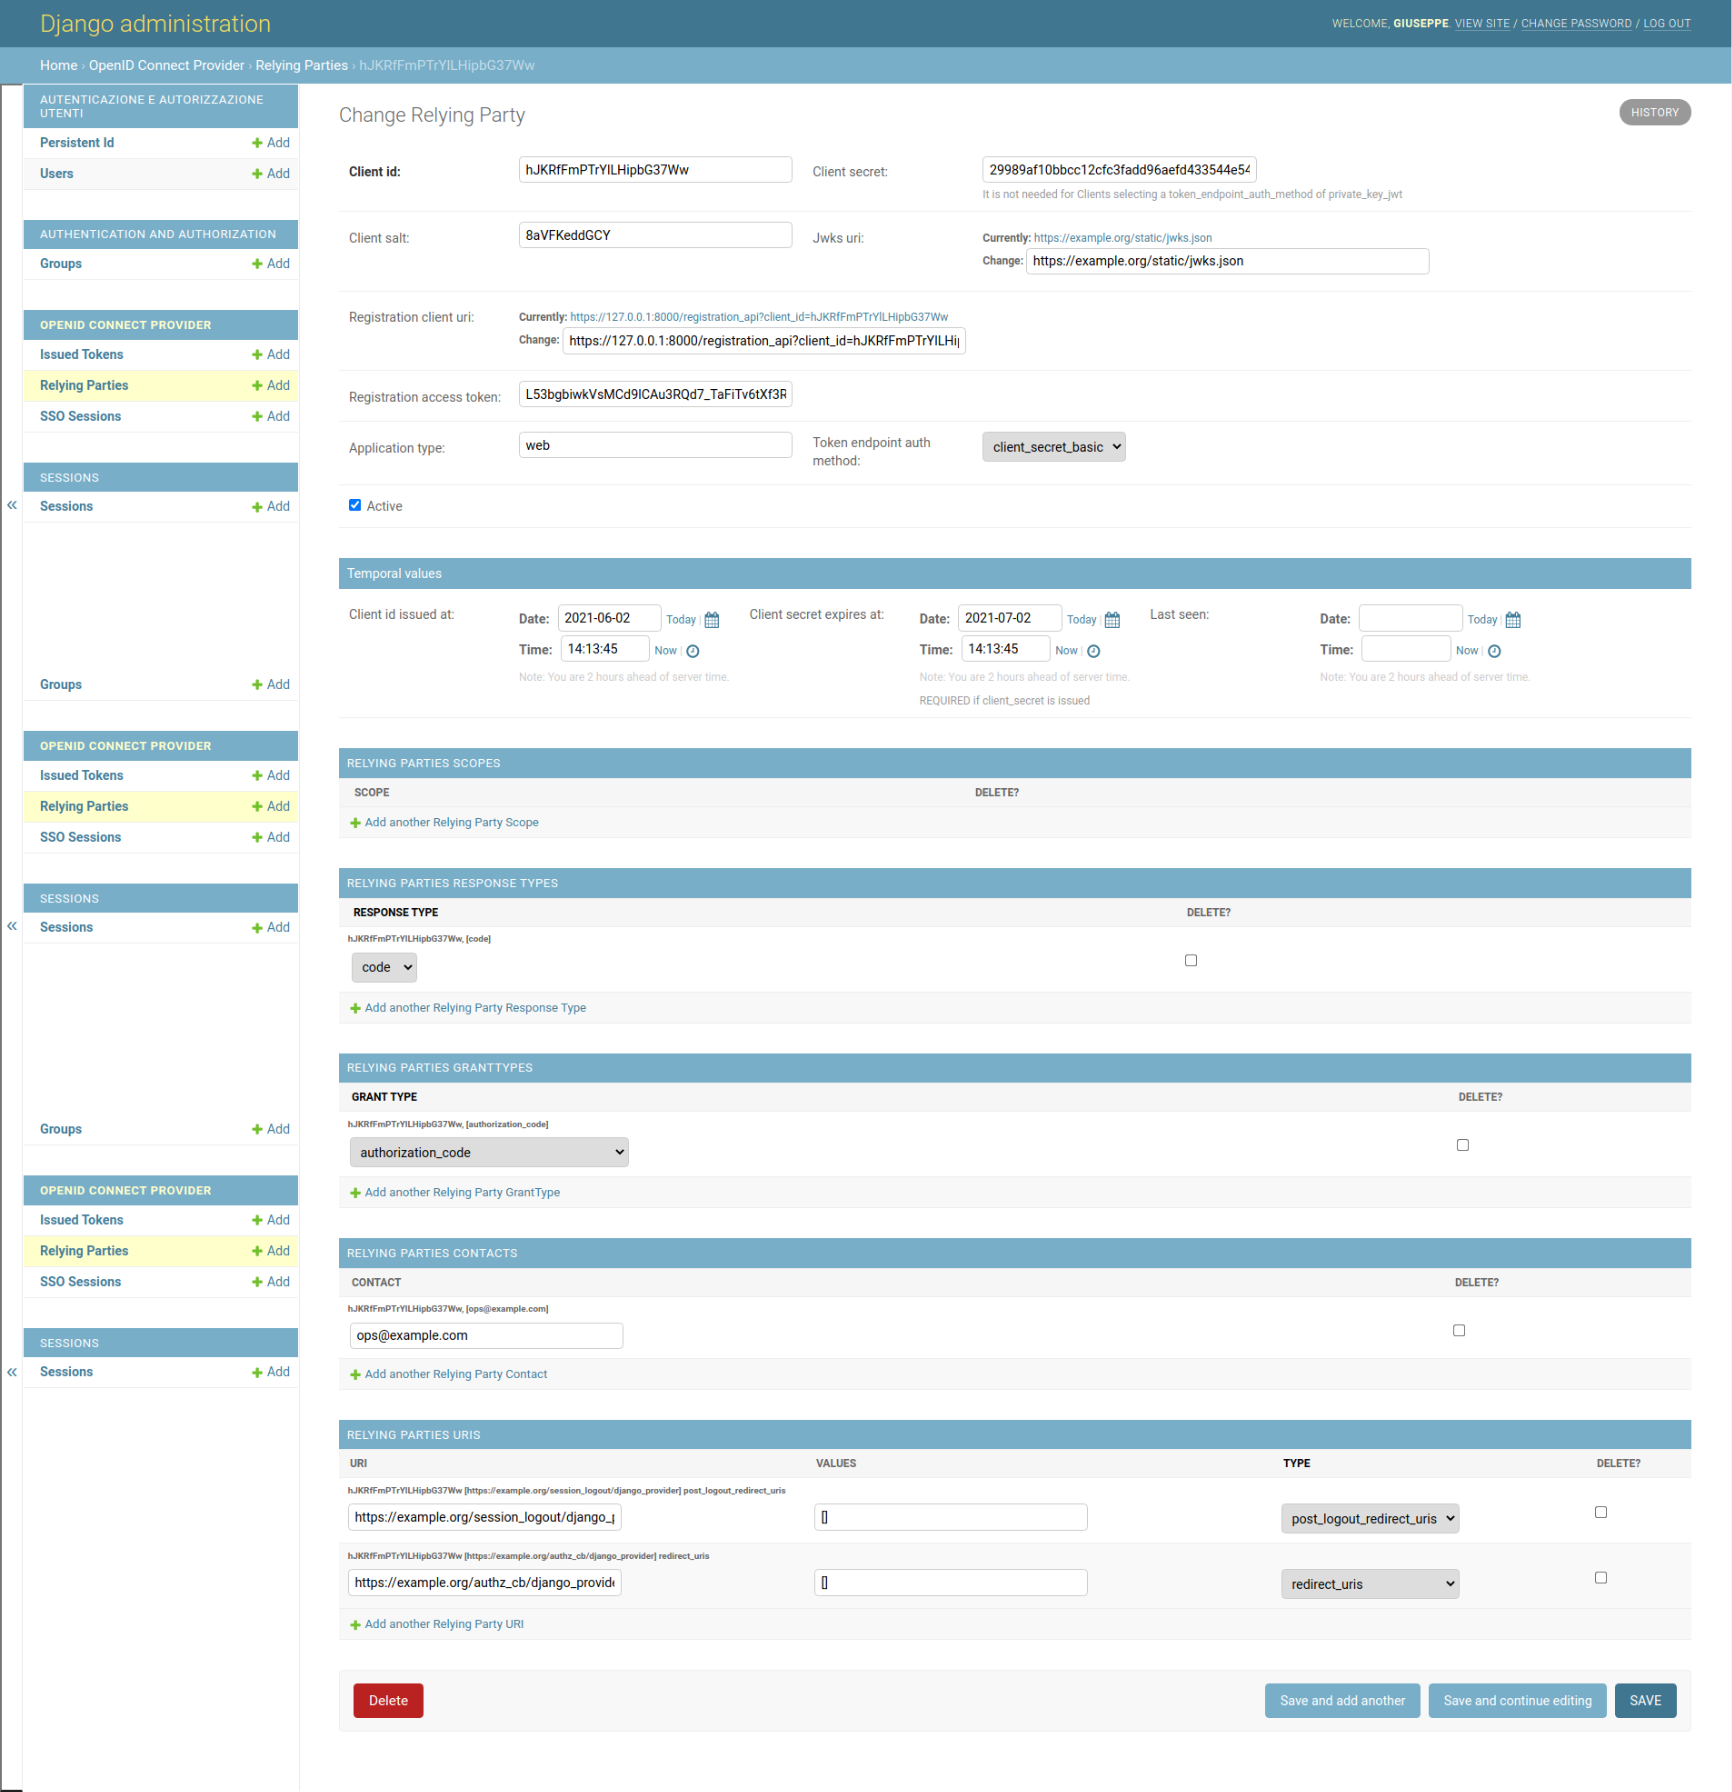 Django administration
WELCOME, GIUSEPPE. VIEW SITE / CHANGE PASSWORD / LOG OUT
Home › OpenID Connect Provider › Relying Parties › hJKRfFmPTrYlLHipbG37Ww
AUTENTICAZIONE E AUTORIZZAZIONE
UTENTI
Persistent Id Add
Users Add
AUTHENTICATION AND AUTHORIZATION
Groups Add
OPENID CONNECT PROVIDER
Issued Tokens Add
Relying Parties Add
SSO Sessions Add
SESSIONS
« Sessions Add
Groups Add
OPENID CONNECT PROVIDER
Issued Tokens Add
Relying Parties Add
SSO Sessions Add
SESSIONS
« Sessions Add
Groups Add
OPENID CONNECT PROVIDER
Issued Tokens Add
Relying Parties Add
SSO Sessions Add
SESSIONS
« Sessions Add
Change Relying Party
HISTORY
Client id: hJKRfFmPTrYlLHipbG37Ww Client secret: 29989af10bbcc12cfc3fadd96aefd433544e54
It is not needed for Clients selecting a token_endpoint_auth_method of private_key_jwt
Client salt: 8aVFKeddGCY Jwks uri: Currently: https://example.org/static/jwks.json
Change: https://example.org/static/jwks.json
Registration client uri: Currently: https://127.0.0.1:8000/registration_api?client_id=hJKRfFmPTrYlLHipbG37Ww
Change: https://127.0.0.1:8000/registration_api?client_id=hJKRfFmPTrYlLHi
Registration access token: L53bgbiwkVsMCd9ICAu3RQd7_TaFiTv6tXf3R
Application type: web Token endpoint auth
method: client_secret_basic
Active
Temporal values
Client id issued at: Date: 2021-06-02 Today |
Time: 14:13:45 Now |
Note: You are 2 hours ahead of server time.
Client secret expires at: Date: 2021-07-02 Today |
Time: 14:13:45 Now |
Note: You are 2 hours ahead of server time.
REQUIRED if client_secret is issued
Last seen: Date: Today |
Time: Now |
Note: You are 2 hours ahead of server time.
RELYING PARTIES SCOPES
SCOPE DELETE?
Add another Relying Party Scope
RELYING PARTIES RESPONSE TYPES
RESPONSE TYPE DELETE?
hJKRfFmPTrYlLHipbG37Ww, [code]
code
Add another Relying Party Response Type
RELYING PARTIES GRANTTYPES
GRANT TYPE DELETE?
hJKRfFmPTrYlLHipbG37Ww, [authorization_code]
authorization_code
Add another Relying Party GrantType
RELYING PARTIES CONTACTS
CONTACT DELETE?
hJKRfFmPTrYlLHipbG37Ww, [ops@example.com]
ops@example.com
Add another Relying Party Contact
RELYING PARTIES URIS
URI VALUES TYPE DELETE?
hJKRfFmPTrYlLHipbG37Ww [https://example.org/session_logout/django_provider] post_logout_redirect_uris
https://example.org/session_logout/django_p [] post_logout_redirect_uris
hJKRfFmPTrYlLHipbG37Ww [https://example.org/authz_cb/django_provider] redirect_uris
https://example.org/authz_cb/django_provide [] redirect_uris
Add another Relying Party URI
Delete Save and add another Save and continue editing SAVE